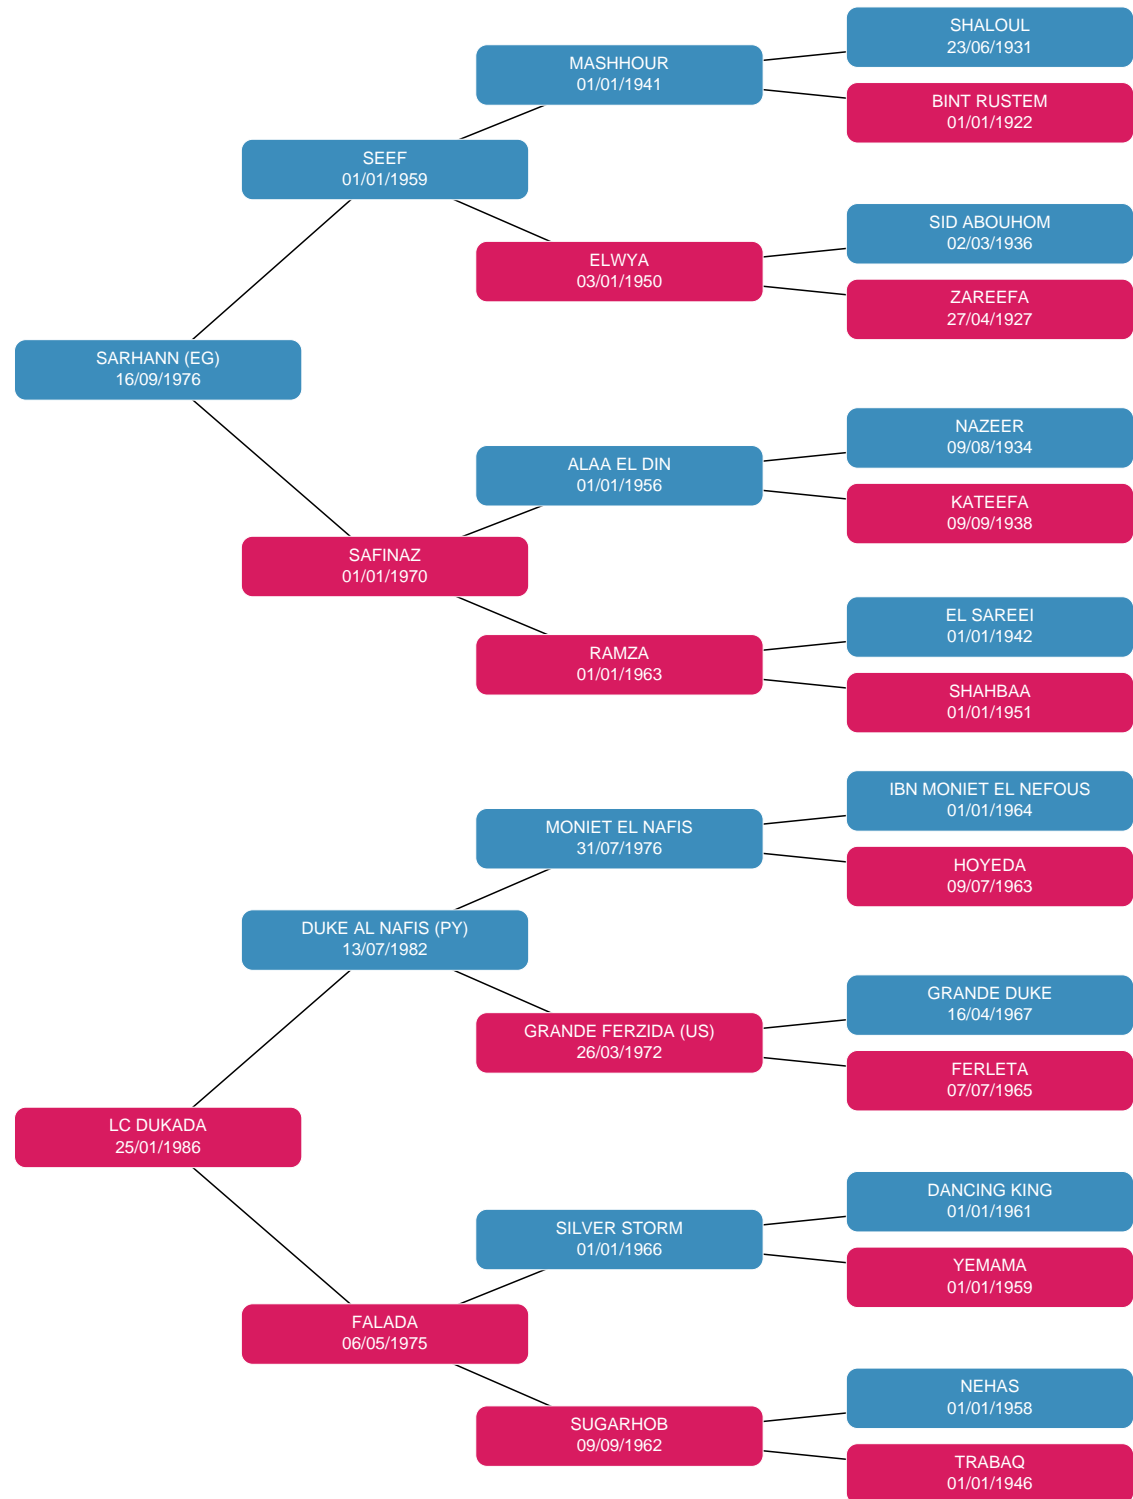 SHALOUL
23/06/1931
MASHHOUR
01/01/1941
BINT RUSTEM
01/01/1922
SEEF
01/01/1959
SID ABOUHOM
02/03/1936
ELWYA
03/01/1950
ZAREEFA
27/04/1927
SARHANN (EG)
16/09/1976
NAZEER
09/08/1934
ALAA EL DIN
01/01/1956
KATEEFA
09/09/1938
SAFINAZ
01/01/1970
EL SAREEI
01/01/1942
RAMZA
01/01/1963
SHAHBAA
01/01/1951
IBN MONIET EL NEFOUS
01/01/1964
MONIET EL NAFIS
31/07/1976
HOYEDA
09/07/1963
DUKE AL NAFIS (PY)
13/07/1982
GRANDE DUKE
16/04/1967
GRANDE FERZIDA (US)
26/03/1972
FERLETA
07/07/1965
LC DUKADA
25/01/1986
DANCING KING
01/01/1961
SILVER STORM
01/01/1966
YEMAMA
01/01/1959
FALADA
06/05/1975
NEHAS
01/01/1958
SUGARHOB
09/09/1962
TRABAQ
01/01/1946